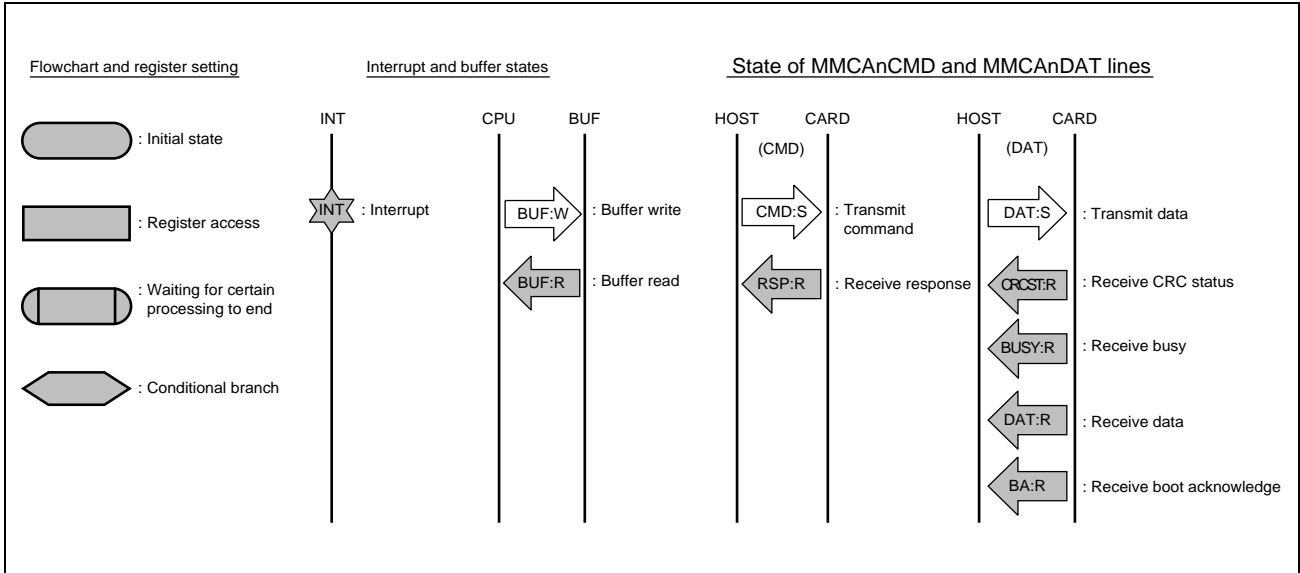 Flowchart and register setting
: Initial state
: Register access
: Waiting for certain
processing to end
: Conditional branch
Interrupt and buffer states
INT
CPU BUF
INT : Interrupt
BUF:W : Buffer write
BUF:R : Buffer read
State of MMCAnCMD and MMCAnDAT lines
HOST CARD
(CMD)
CMD:S : Transmit
command
RSP:R : Receive response
HOST CARD
(DAT)
DAT:S : Transmit data
CRCST:R : Receive CRC status
BUSY:R : Receive busy
DAT:R : Receive data
BA:R : Receive boot acknowledge